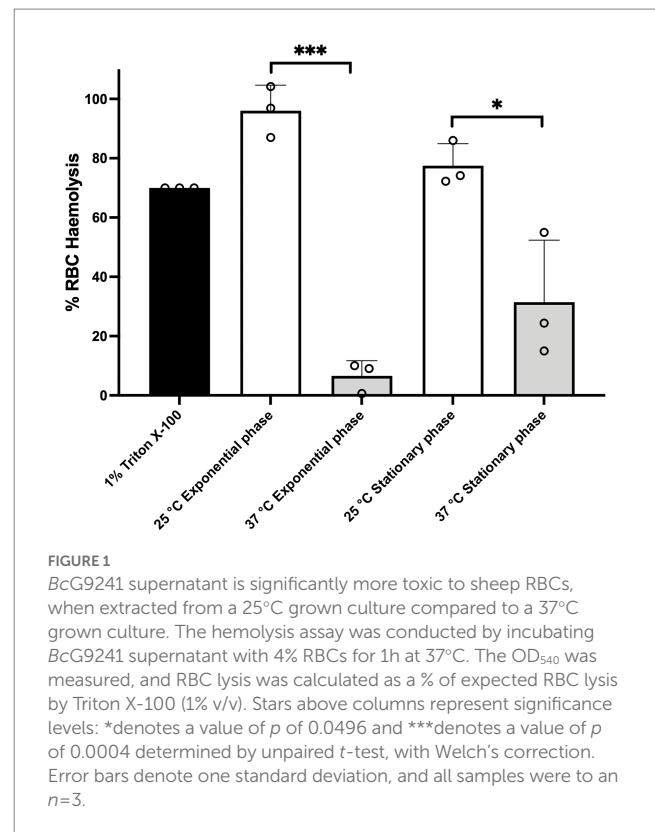 ***
*
100
80
60
40
20
0
% RBC Haemolysis
1% Triton X-100
25 °C Exponential phase
37 °C Exponential phase
25 °C Stationary phase
37 °C Stationary phase
FIGURE 1
BcG9241 supernatant is significantly more toxic to sheep RBCs,
when extracted from a 25°C grown culture compared to a 37°C
grown culture. The hemolysis assay was conducted by incubating
BcG9241 supernatant with 4% RBCs for 1h at 37°C. The OD540 was
measured, and RBC lysis was calculated as a % of expected RBC lysis
by Triton X-100 (1% v/v). Stars above columns represent significance
levels: *denotes a value of p of 0.0496 and ***denotes a value of p
of 0.0004 determined by unpaired t-test, with Welch’s correction.
Error bars denote one standard deviation, and all samples were to an
n=3.